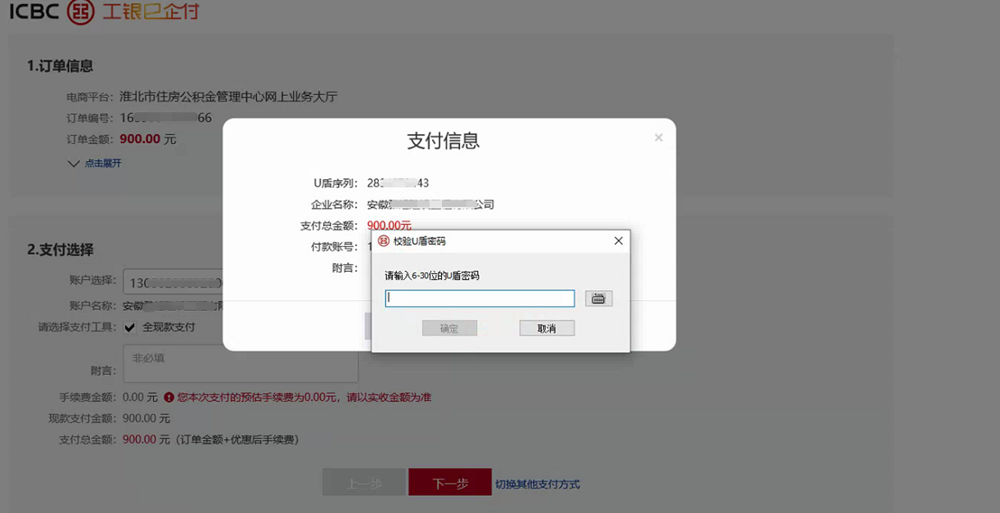 ICBC 工银e企付
1.订单信息
电商平台: 淮北市住房公积金管理中心网上业务大厅
订单编号: 16 66
订单金额: 900.00 元
点击展开
支付信息
×
U盾序列: 28 43
企业名称: 安徽 公司
支付总金额: 900.00元
付款账号: 1
附言:
校验U盾密码
请输入6-30位的U盾密码
确定 取消
2.支付选择
账户选择: 130
账户名称: 安徽
请选择支付工具: 全现款支付
附言: 非必填
手续费金额: 0.00 元 您本次支付的预估手续费为0.00元，请以实收金额为准
现款支付金额: 900.00 元
支付总金额: 900.00 元（订单金额+优惠后手续费）
上一步 下一步 切换其他支付方式